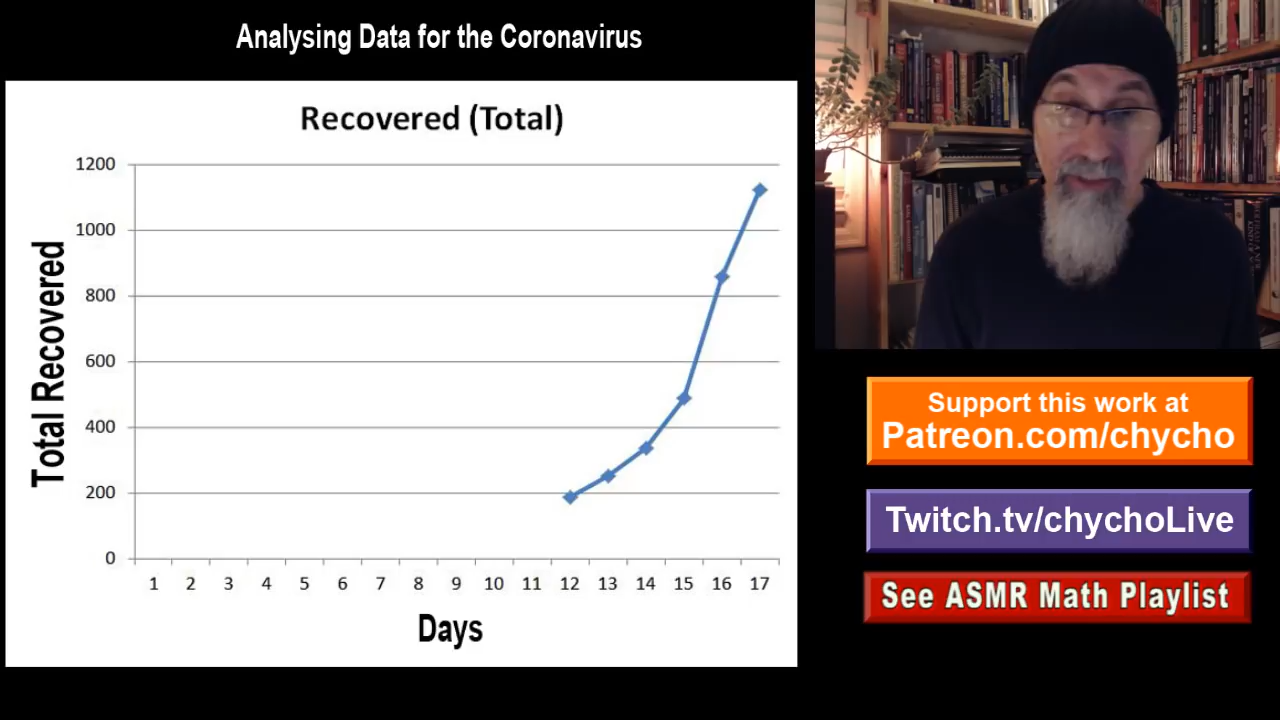 Analysing Data for the Coronavirus
Recovered (Total)
1200
1000
800
600
400
200
0
Total Recovered
1 2 3 4 5 6 7 8 9 10 11 12 13 14 15 16 17
Days
Support this work at
Patreon.com/chycho
Twitch.tv/chychoLive
See ASMR Math Playlist